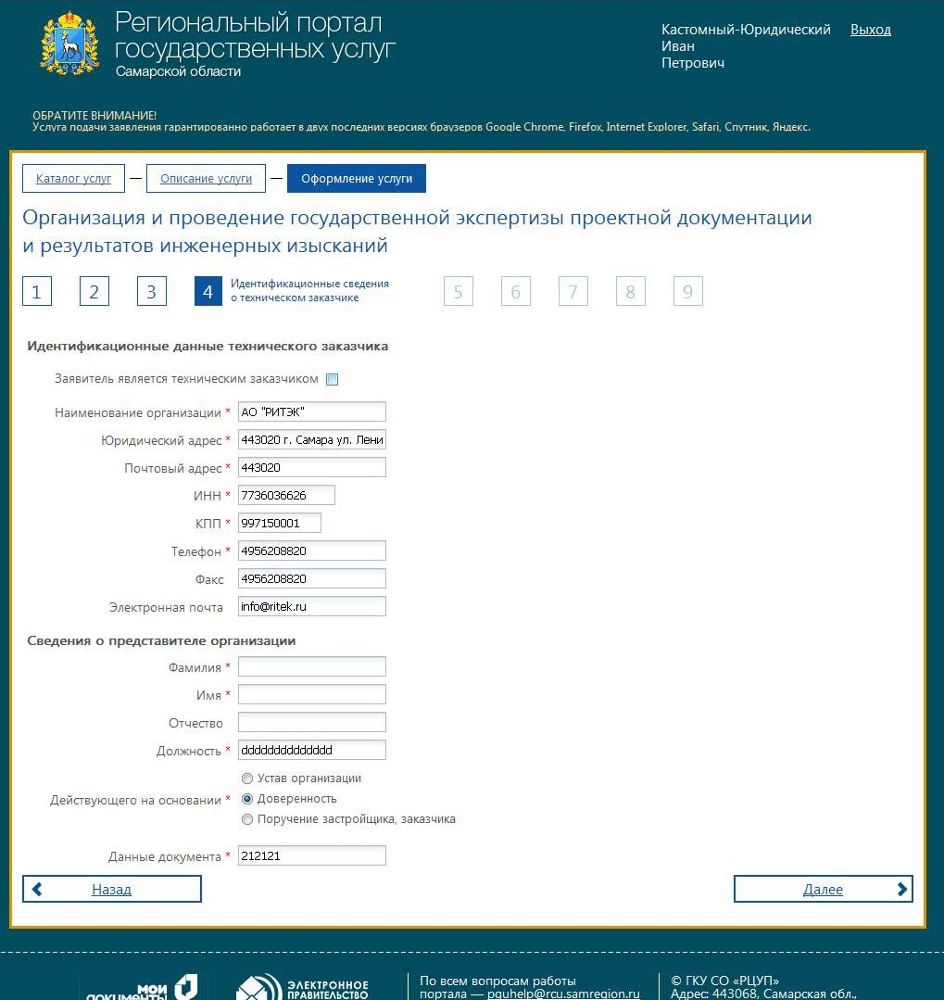 Региональный портал
государственных услуг
Самарской области
Кастомный-Юридический
Иван
Петрович
Выход
ОБРАТИТЕ ВНИМАНИЕ!
Услуга подачи заявления гарантированно работает в двух последних версиях браузеров Google Chrome, Firefox, Internet Explorer, Safari, Спутник, Яндекс.
Каталог услуг — Описание услуги — Оформление услуги
Организация и проведение государственной экспертизы проектной документации
и результатов инженерных изысканий
1 2 3 4 Идентификационные сведения
о техническом заказчике
5 6 7 8 9
Идентификационные данные технического заказчика
Заявитель является техническим заказчиком
Наименование организации * АО "РИТЭК"
Юридический адрес * 443020 г. Самара ул. Лени
Почтовый адрес * 443020
ИНН * 7736036626
КПП * 997150001
Телефон * 4956208820
Факс 4956208820
Электронная почта info@ritek.ru
Сведения о представителе организации
Фамилия *
Имя *
Отчество
Должность * dddddddddddddd
Устав организации
Действующего на основании * Доверенность
Поручение застройщика, заказчика
Данные документа * 212121
Назад
Далее
мои
документы
ЭЛЕКТРОННОЕ
ПРАВИТЕЛЬСТВО
По всем вопросам работы
портала — pguhelp@rcu.samregion.ru
© ГКУ СО «РЦУП»
Адрес: 443068, Самарская обл.,